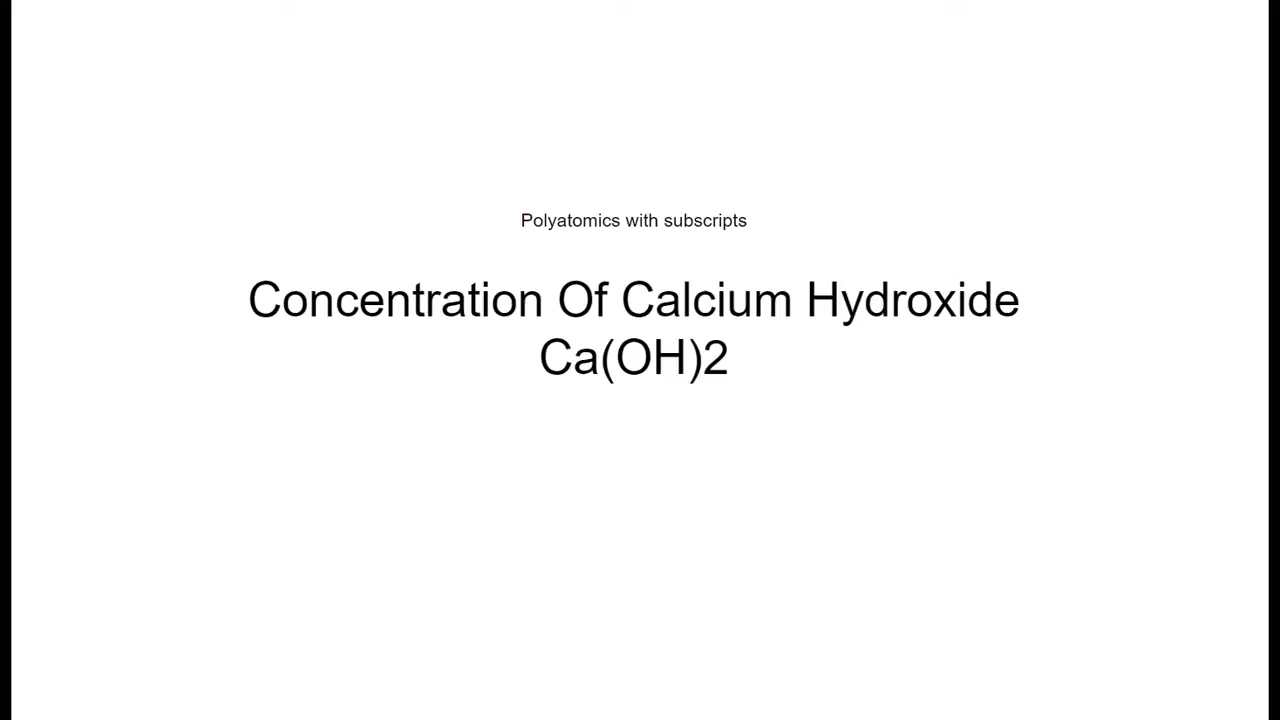 Polyatomics with subscripts
Concentration Of Calcium Hydroxide
Ca(OH)2